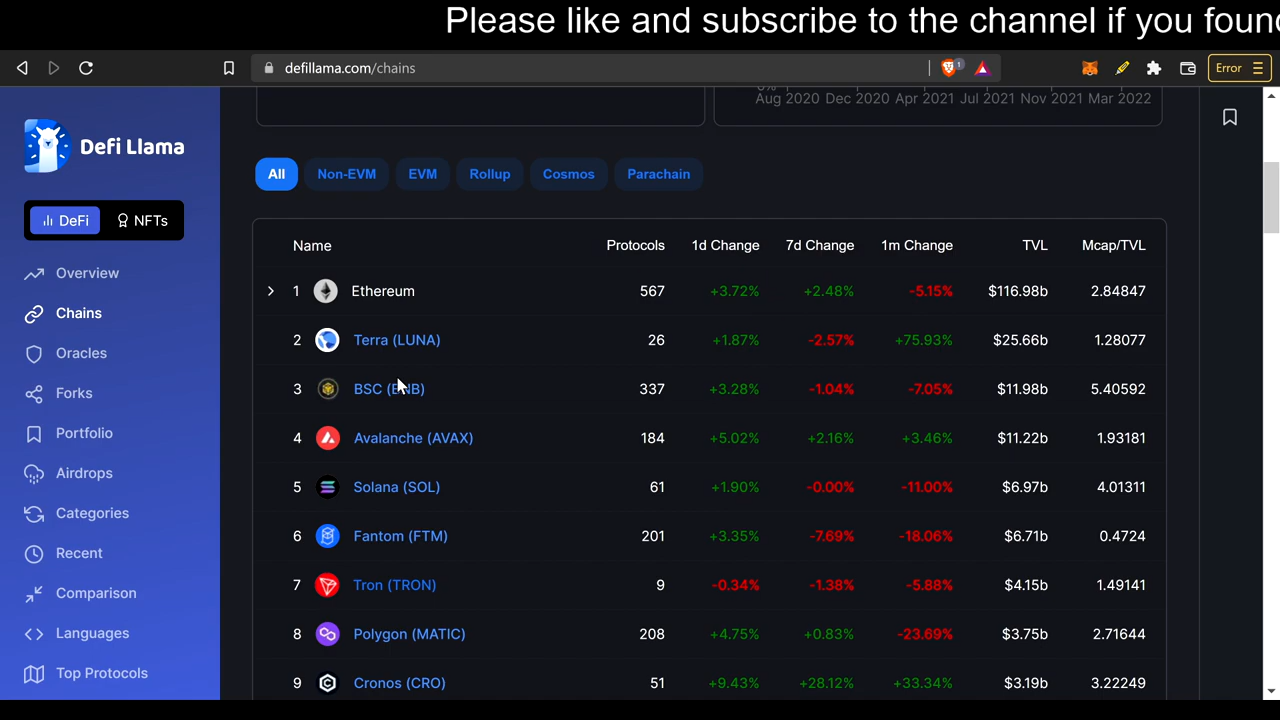 Please like and subscribe to the channel if you found
defillama.com/chains
1
Error
Aug 2020 Dec 2020 Apr 2021 Jul 2021 Nov 2021 Mar 2022
Defi Llama
All Non-EVM EVM Rollup Cosmos Parachain
DeFi NFTs
Name Protocols 1d Change 7d Change 1m Change TVL Mcap/TVL
Overview
1 Ethereum 567 +3.72% +2.48% -5.15% $116.98b 2.84847
Chains
2 Terra (LUNA) 26 +1.87% -2.57% +75.93% $25.66b 1.28077
Oracles
3 BSC (BNB) 337 +3.28% -1.04% -7.05% $11.98b 5.40592
Forks
Portfolio
4 Avalanche (AVAX) 184 +5.02% +2.16% +3.46% $11.22b 1.93181
Airdrops
5 Solana (SOL) 61 +1.90% -0.00% -11.00% $6.97b 4.01311
Categories
6 Fantom (FTM) 201 +3.35% -7.69% -18.06% $6.71b 0.4724
Recent
7 Tron (TRON) 9 -0.34% -1.38% -5.88% $4.15b 1.49141
Comparison
Languages
8 Polygon (MATIC) 208 +4.75% +0.83% -23.69% $3.75b 2.71644
Top Protocols
9 Cronos (CRO) 51 +9.43% +28.12% +33.34% $3.19b 3.22249